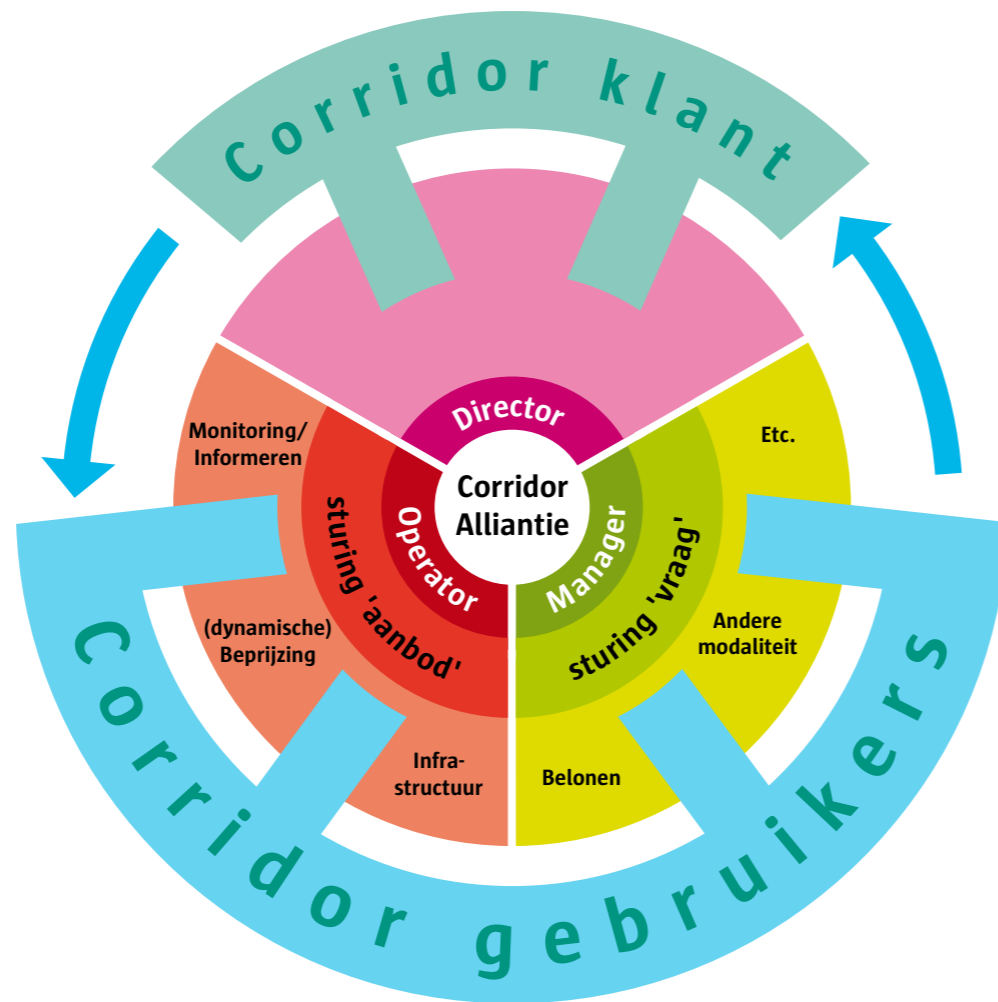 Corridor klant
Director
Corridor
Alliantie
Operator
Manager
sturing 'aanbod'
sturing 'vraag'
Monitoring/
Informeren
(dynamische)
Beprijzing
Infra-
structuur
Belonen
Andere
modaliteit
Etc.
Corridor gebruikers